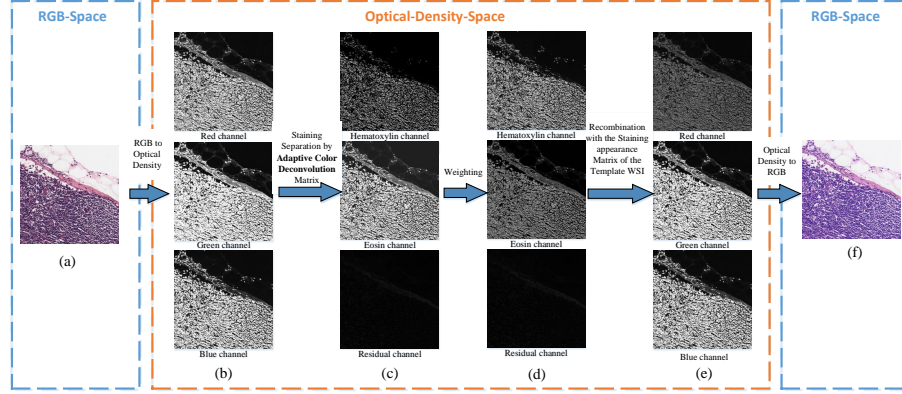 RGB-Space
Optical-Density-Space
RGB-Space
(a)
RGB to
Optical
Density
Red channel
Green channel
Blue channel
(b)
Staining
Separation by
Adaptive Color
Deconvolution
Matrix
Hematoxylin channel
Eosin channel
Residual channel
(c)
Weighting
Hematoxylin channel
Eosin channel
Residual channel
(d)
Recombination
with the Staining
appearance
Matrix of the
Template WSI
Red channel
Green channel
Blue channel
(e)
Optical
Density to
RGB
(f)